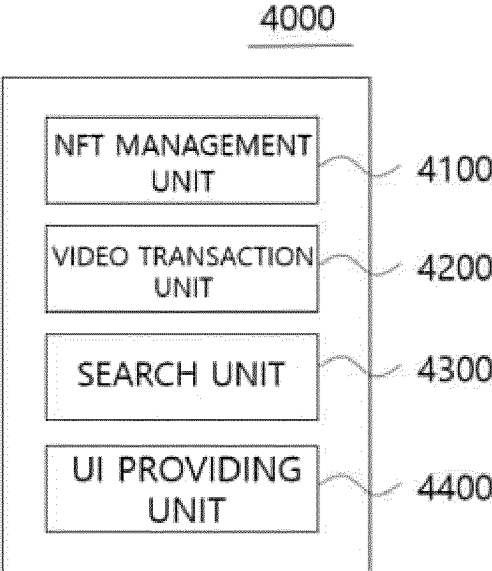 4000
NFT MANAGEMENT
UNIT
4100
VIDEO TRANSACTION
UNIT
4200
SEARCH UNIT
4300
UI PROVIDING
UNIT
4400